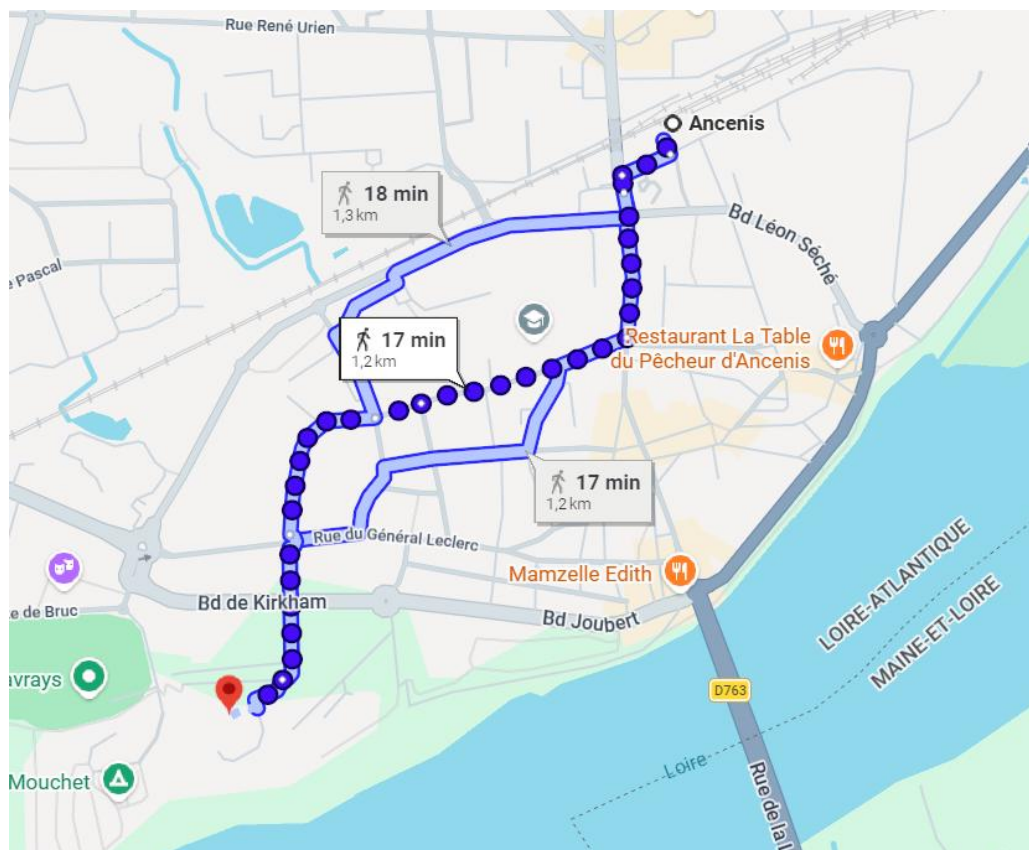 Rue René Urien
Ancenis
18 min
1,3 km
Bd Léon Séché
e Pascal
17 min
1,2 km
Restaurant La Table
du Pêcheur d'Ancenis
17 min
1,2 km
Rue du Général Leclerc
Mamzelle Edith
LOIRE-ATLANTIQUE
MAINE-ET-LOIRE
e de Bruc
Bd de Kirkham
Bd Joubert
avrays
D763
Loire
Mouchet
Rue de la l